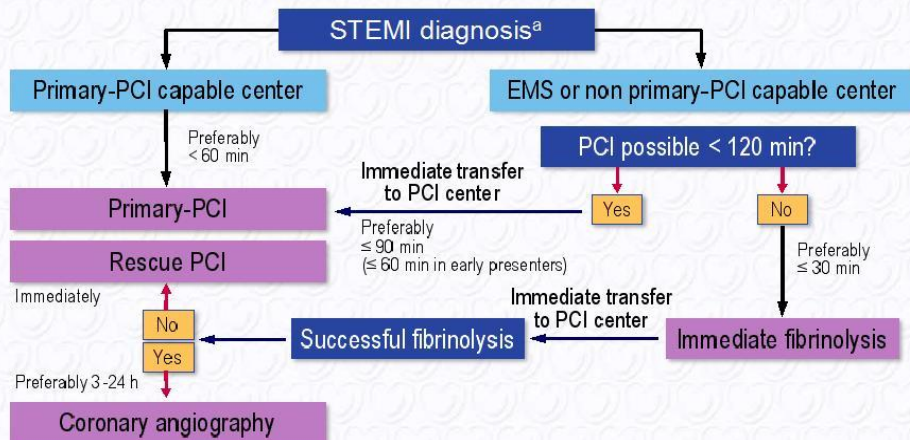 STEMI diagnosisᵃ
Primary-PCI capable center
EMS or non primary-PCI capable center
Preferably
< 60 min
PCI possible < 120 min?
Immediate transfer
to PCI center
Yes
No
Primary-PCI
Preferably
≤ 90 min
(≤ 60 min in early presenters)
Preferably
≤ 30 min
Rescue PCI
Immediately
No
Yes
Successful fibrinolysis
Immediate transfer
to PCI center
Immediate fibrinolysis
Preferably 3-24 h
Coronary angiography